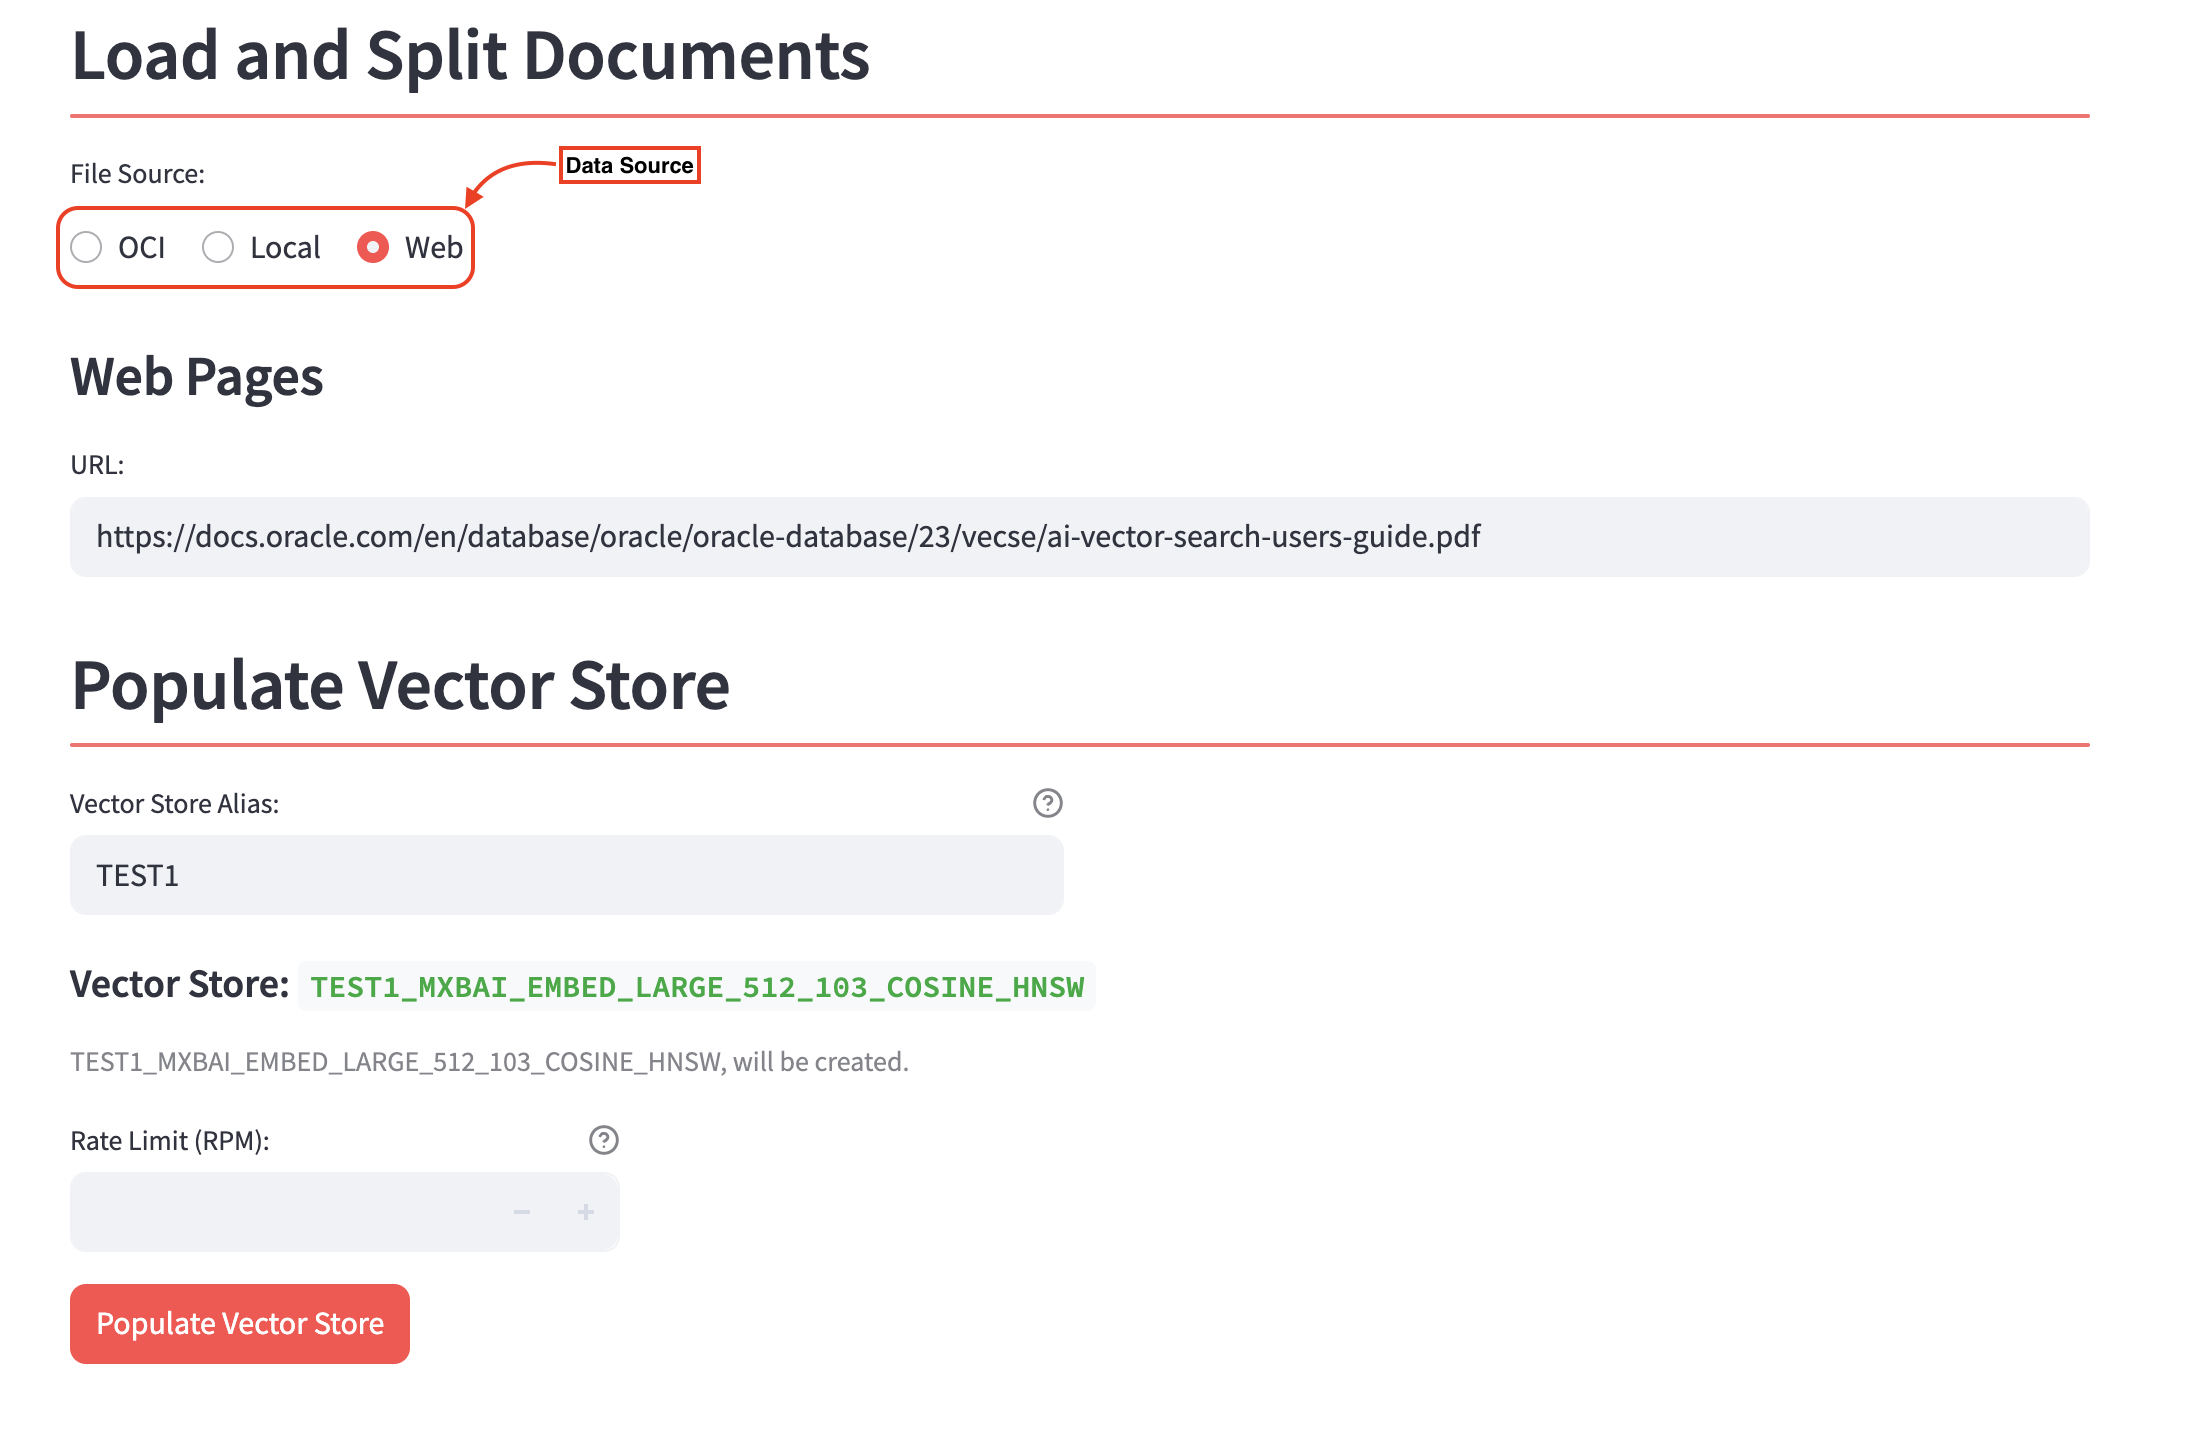 Load and Split Documents
File Source:
Data Source
OCI Local Web
Web Pages
URL:
https://docs.oracle.com/en/database/oracle/oracle-database/23/vecse/ai-vector-search-users-guide.pdf
Populate Vector Store
Vector Store Alias:
TEST1
Vector Store: TEST1_MXBAI_EMBED_LARGE_512_103_COSINE_HNSW
TEST1_MXBAI_EMBED_LARGE_512_103_COSINE_HNSW, will be created.
Rate Limit (RPM):
Populate Vector Store